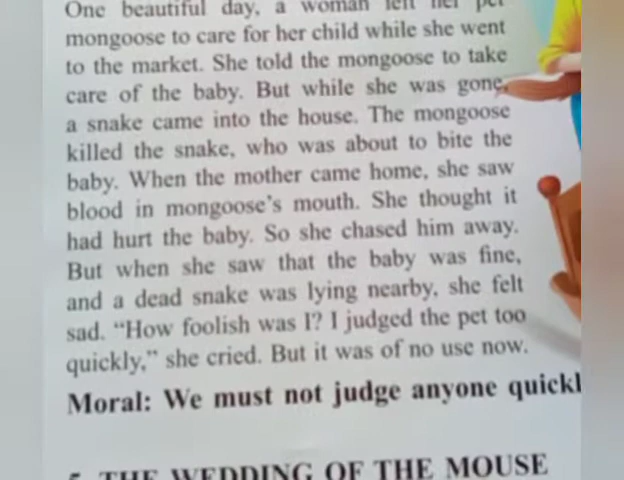 One beautiful day, a woman left her pet
mongoose to care for her child while she went
to the market. She told the mongoose to take
care of the baby. But while she was gone,
a snake came into the house. The mongoose
killed the snake, who was about to bite the
baby. When the mother came home, she saw
blood in mongoose's mouth. She thought it
had hurt the baby. So she chased him away.
But when she saw that the baby was fine,
and a dead snake was lying nearby, she felt
sad. “How foolish was I? I judged the pet too
quickly,” she cried. But it was of no use now.
Moral: We must not judge anyone quickl
5. THE WEDDING OF THE MOUSE